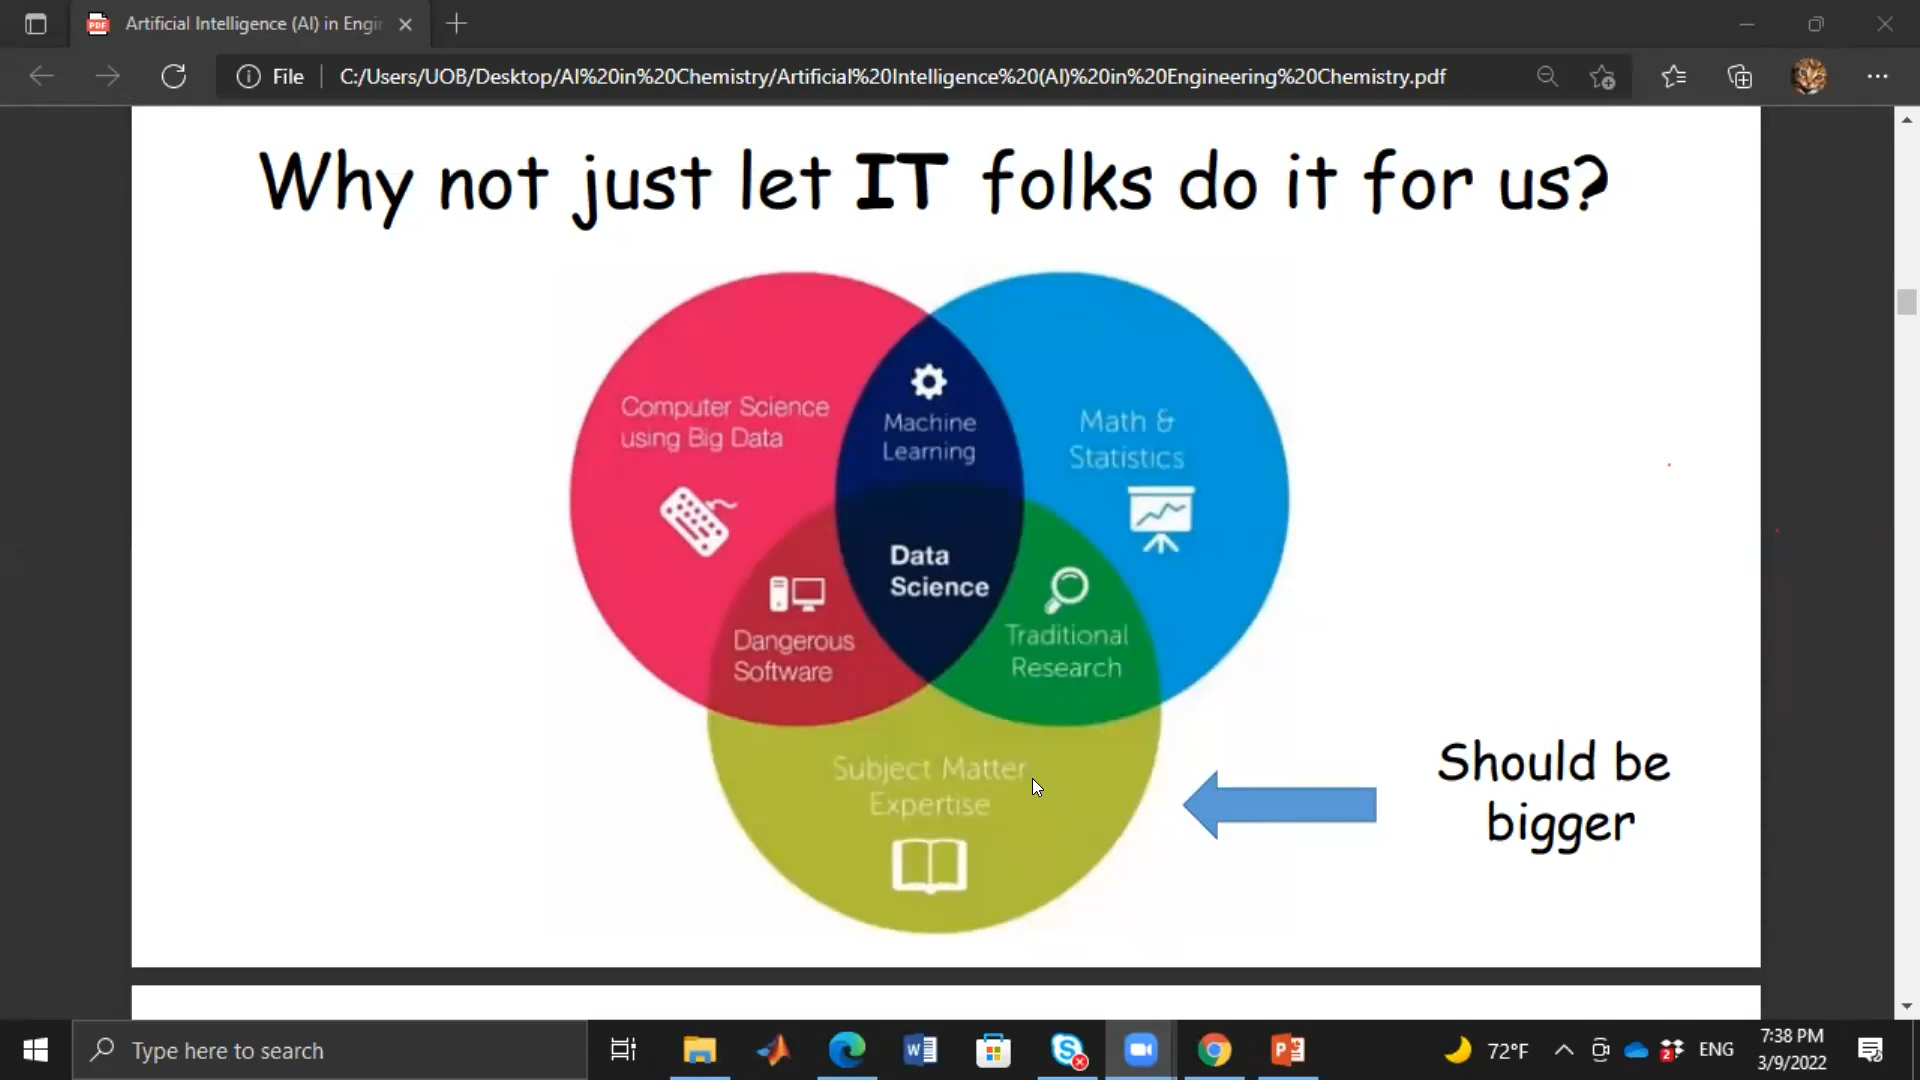 Artificial Intelligence (AI) in Engin
File
C:/Users/UOB/Desktop/AI%20in%20Chemistry/Artificial%20Intelligence%20(AI)%20in%20Engineering%20Chemistry.pdf
Why not just let IT folks do it for us?
Computer Science
using Big Data
Machine
Learning
Math &
Statistics
Data
Science
Dangerous
Software
Traditional
Research
Subject Matter
Expertise
Should be
bigger
Type here to search
72°F
ENG
7:38 PM
3/9/2022